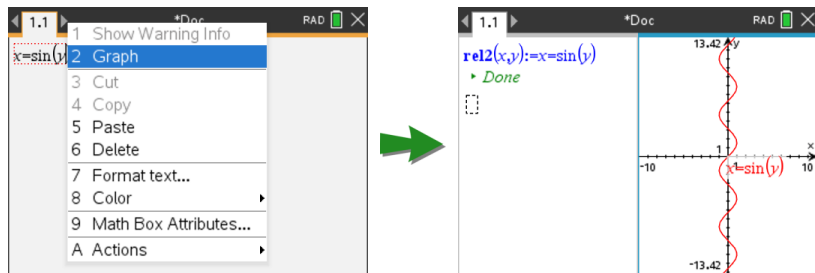 1.1 *Doc RAD
x=sin(y
1 Show Warning Info
2 Graph
3 Cut
4 Copy
5 Paste
6 Delete
7 Format text...
8 Color
9 Math Box Attributes...
A Actions
1.1 *Doc RAD
rel2(x,y):=x=sin(y)
Done
13.42 y
1
x
-10 1 10
x=sin(y)
-13.42